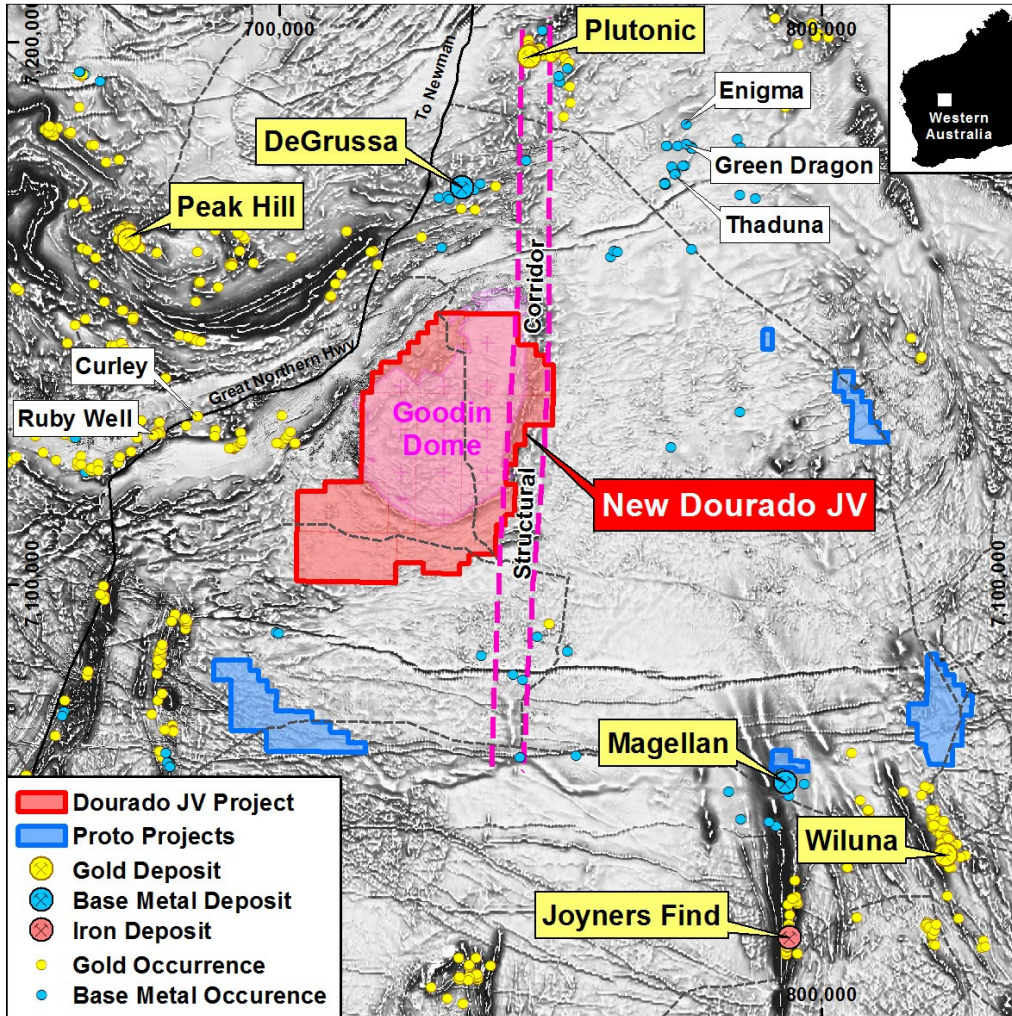 700,000
800,000
7,200,000
Plutonic
To Newman
Enigma
Western
Australia
DeGrussa
Green Dragon
Peak Hill
Thaduna
Structural Corridor
Curley
Great Northern Hwy
Ruby Well
Goodin
Dome
New Dourado JV
7,100,000
7,100,000
Magellan
Wiluna
Joyners Find
Dourado JV Project
Proto Projects
Gold Deposit
Base Metal Deposit
Iron Deposit
Gold Occurrence
Base Metal Occurence
800,000